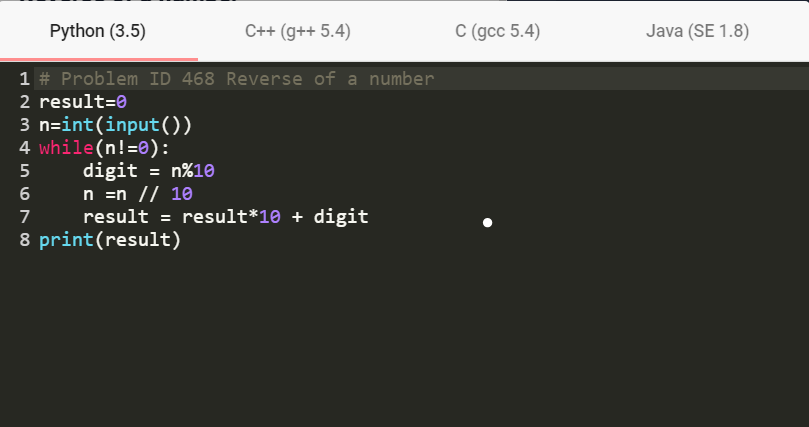 Python (3.5) C++ (g++ 5.4) C (gcc 5.4) Java (SE 1.8)
1 # Problem ID 468 Reverse of a number
2 result=0
3 n=int(input())
4 while(n!=0):
5     digit = n%10
6     n =n // 10
7     result = result*10 + digit
8 print(result)